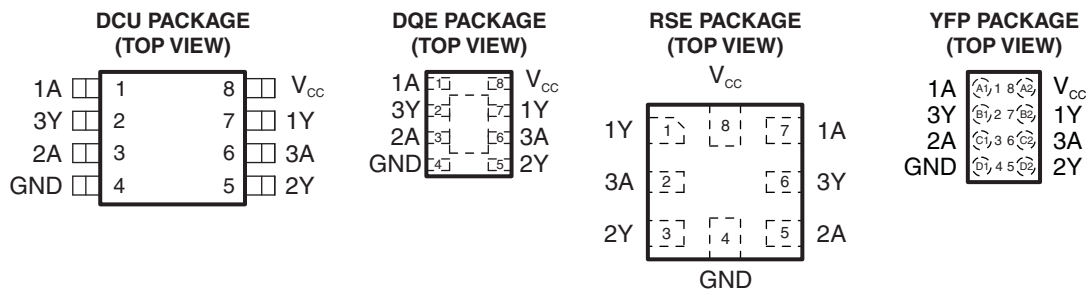 DCU PACKAGE
(TOP VIEW)
1A 1 8 VCC
3Y 2 7 1Y
2A 3 6 3A
GND 4 5 2Y
DQE PACKAGE
(TOP VIEW)
1A 1 8 VCC
3Y 2 7 1Y
2A 3 6 3A
GND 4 5 2Y
RSE PACKAGE
(TOP VIEW)
VCC
1Y 1 8 7 1A
3A 2 6 3Y
2Y 3 4 5 2A
GND
YFP PACKAGE
(TOP VIEW)
1A A1 1 8 A2 VCC
3Y B1 2 7 B2 1Y
2A C1 3 6 C2 3A
GND D1 4 5 D2 2Y